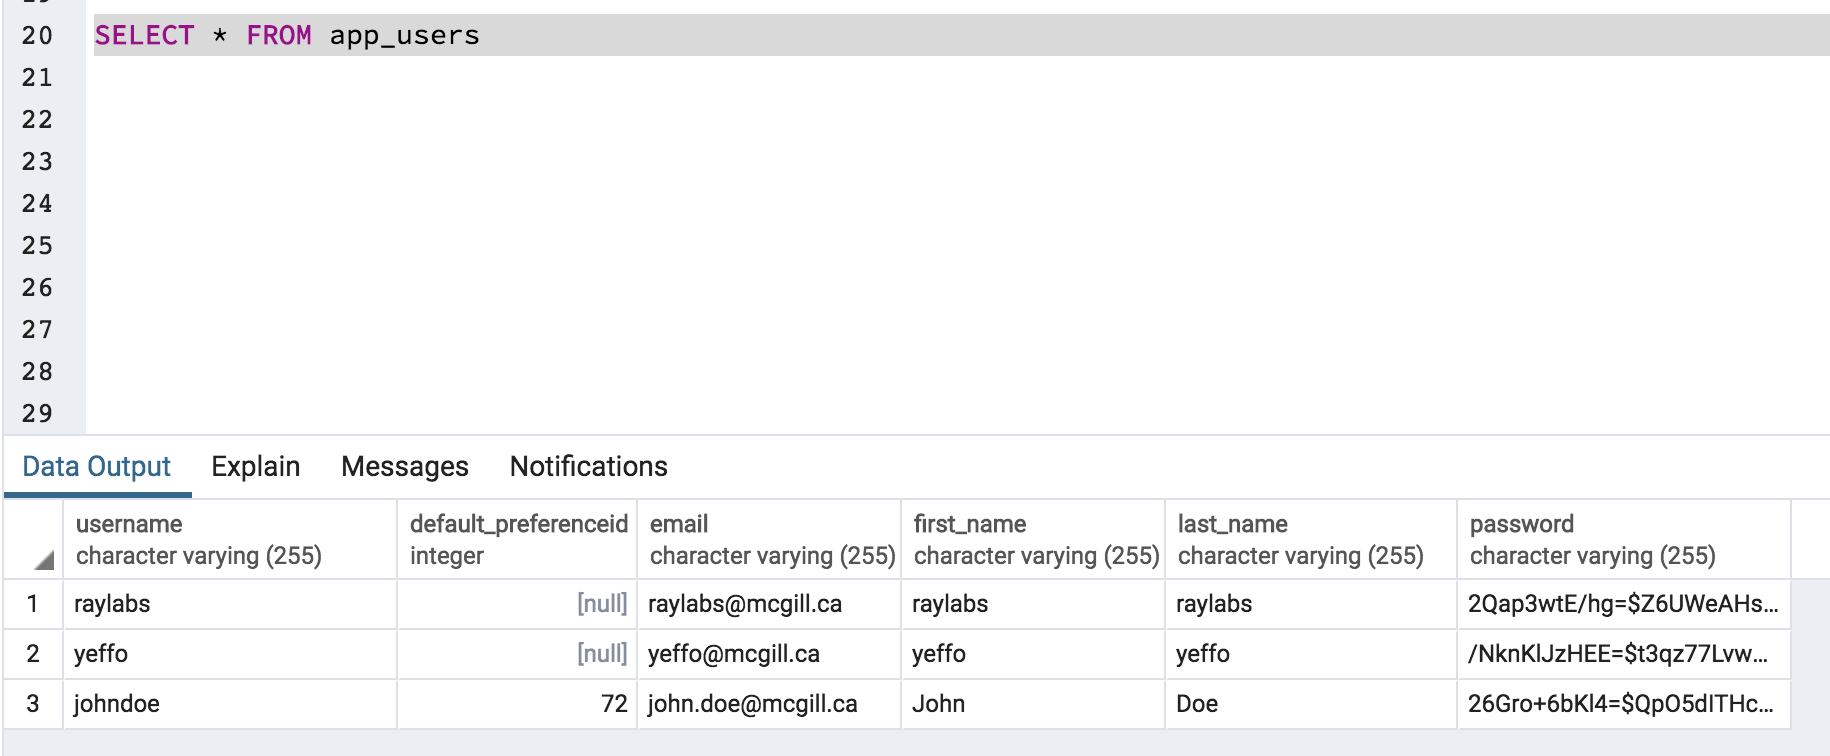 20 SELECT * FROM app_users
21
22
23
24
25
26
27
28
29
Data Output Explain Messages Notifications
username default_preferenceid email first_name last_name password
character varying (255) integer character varying (255) character varying (255) character varying (255) character varying (255)
1 raylabs [null] raylabs@mcgill.ca raylabs raylabs 2Qap3wtE/hg=$Z6UWeAHs...
2 yeffo [null] yeffo@mcgill.ca yeffo yeffo /NknKlJzHEE=$t3qz77Lvw...
3 johndoe 72 john.doe@mcgill.ca John Doe 26Gro+6bKl4=$QpO5dITHc...